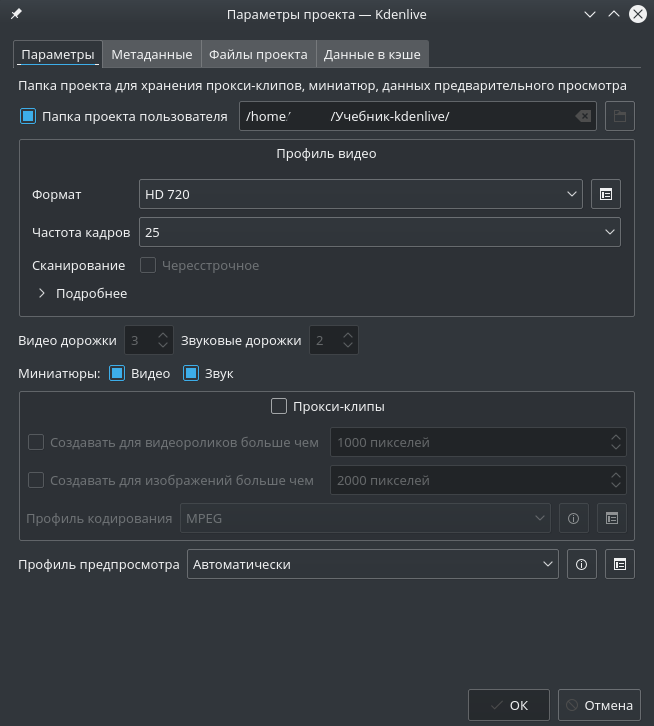 Параметры проекта — Kdenlive
Параметры Метаданные Файлы проекта Данные в кэше
Папка проекта для хранения прокси-клипов, миниатюр, данных предварительного просмотра
Папка проекта пользователя /home/ /Учебник-kdenlive/
Профиль видео
Формат HD 720
Частота кадров 25
Сканирование Чересстрочное
Подробнее
Видео дорожки 3 Звуковые дорожки 2
Миниатюры: Видео Звук
Прокси-клипы
Создавать для видеороликов больше чем 1000 пикселей
Создавать для изображений больше чем 2000 пикселей
Профиль кодирования MPEG
Профиль предпросмотра Автоматически
OK Отмена